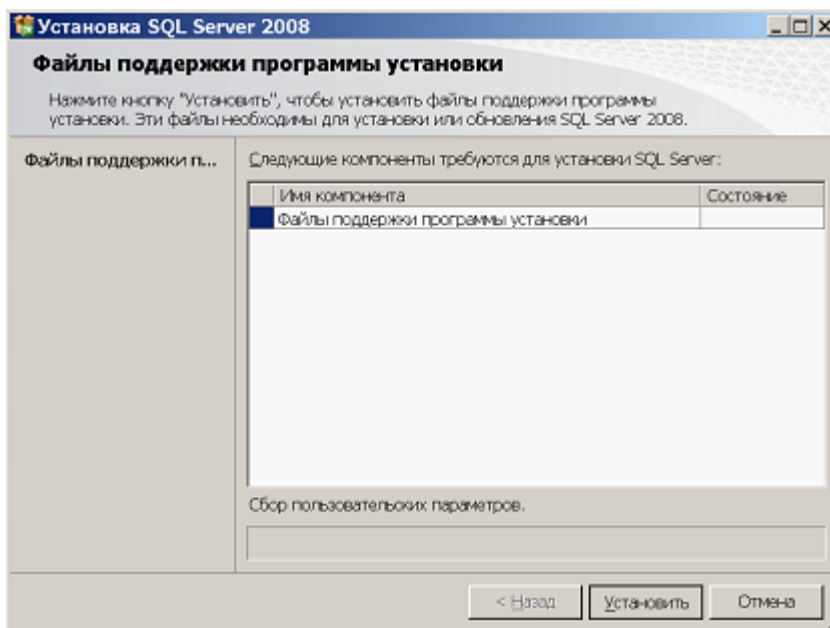 Установка SQL Server 2008
Файлы поддержки программы установки
Нажмите кнопку "Установить", чтобы установить файлы поддержки программы
установки. Эти файлы необходимы для установки или обновления SQL Server 2008.
Файлы поддержки п...
Следующие компоненты требуются для установки SQL Server:
Имя компонента Состояние
Файлы поддержки программы установки
Сбор пользовательских параметров.
< Назад Установить Отмена